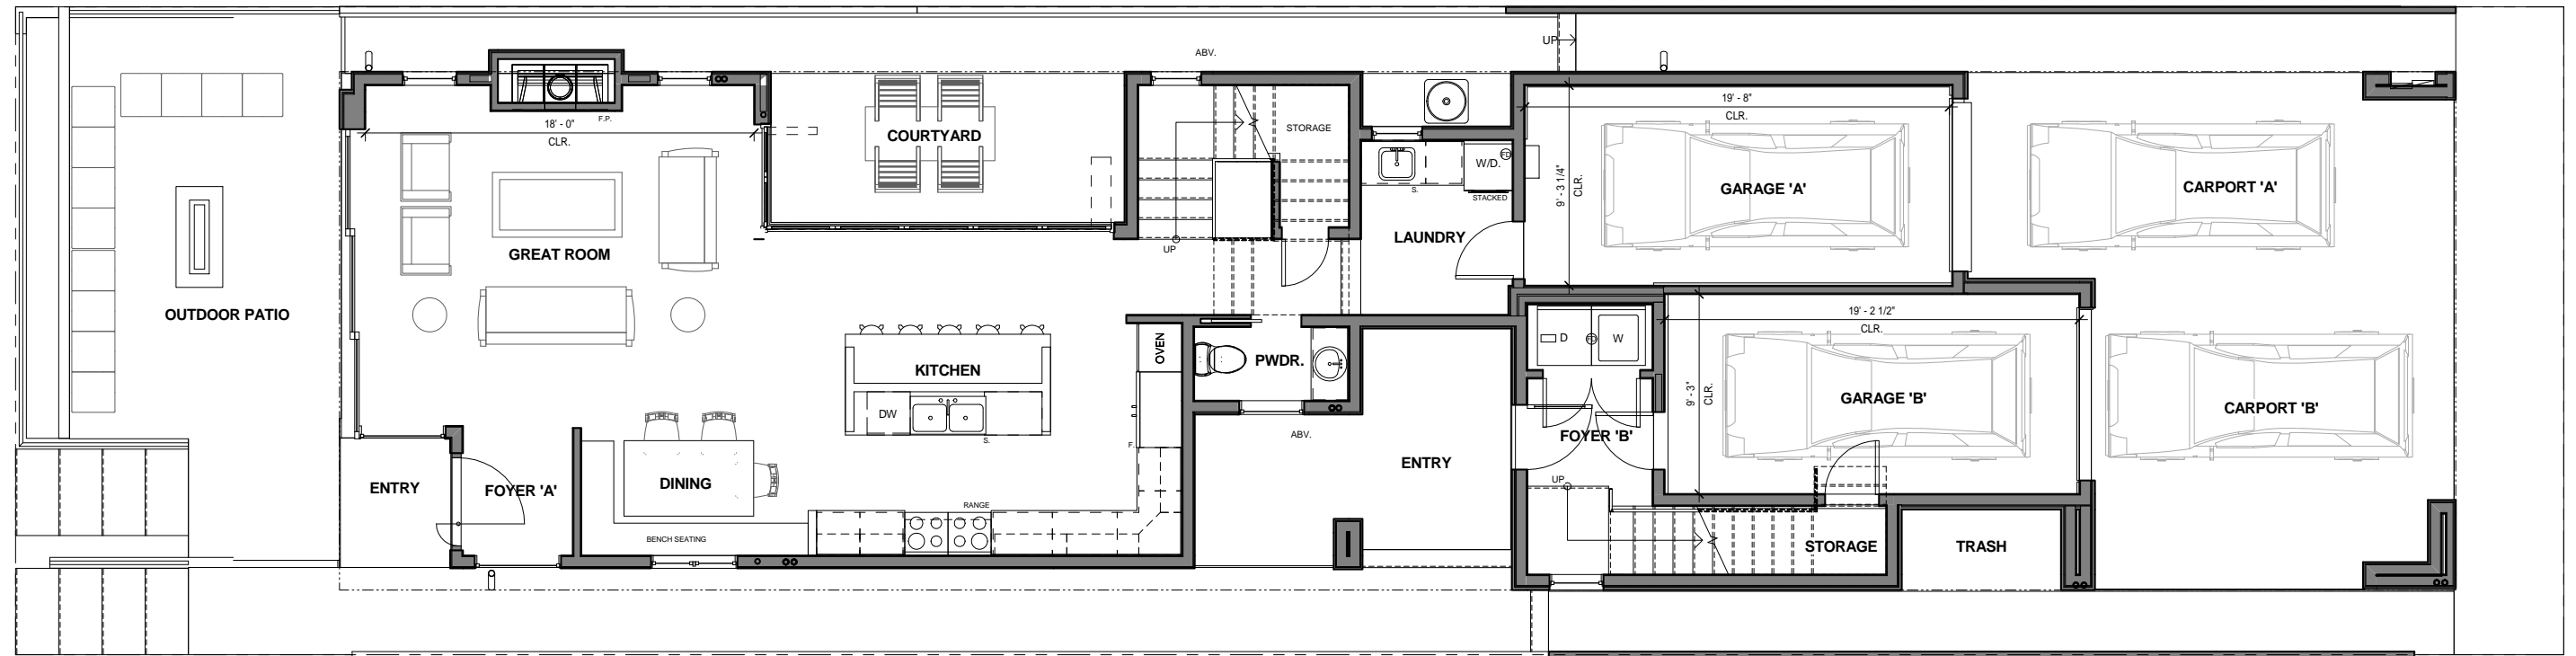 UP
ABV.
18' - 0"
CLR.
F.P.
COURTYARD
STORAGE
W/D.
FD
S.
STACKED
19' - 8"
CLR.
9' - 3 1/4"
CLR.
GARAGE 'A'
CARPORT 'A'
GREAT ROOM
UP
LAUNDRY
OUTDOOR PATIO
KITCHEN
OVEN
PWDR.
D
FD
W
19' - 2 1/2"
CLR.
9' - 3"
CLR.
GARAGE 'B'
CARPORT 'B'
DW
S.
F.
ABV.
FOYER 'B'
ENTRY
ENTRY
FOYER 'A'
DINING
RANGE
UP
BENCH SEATING
STORAGE
TRASH